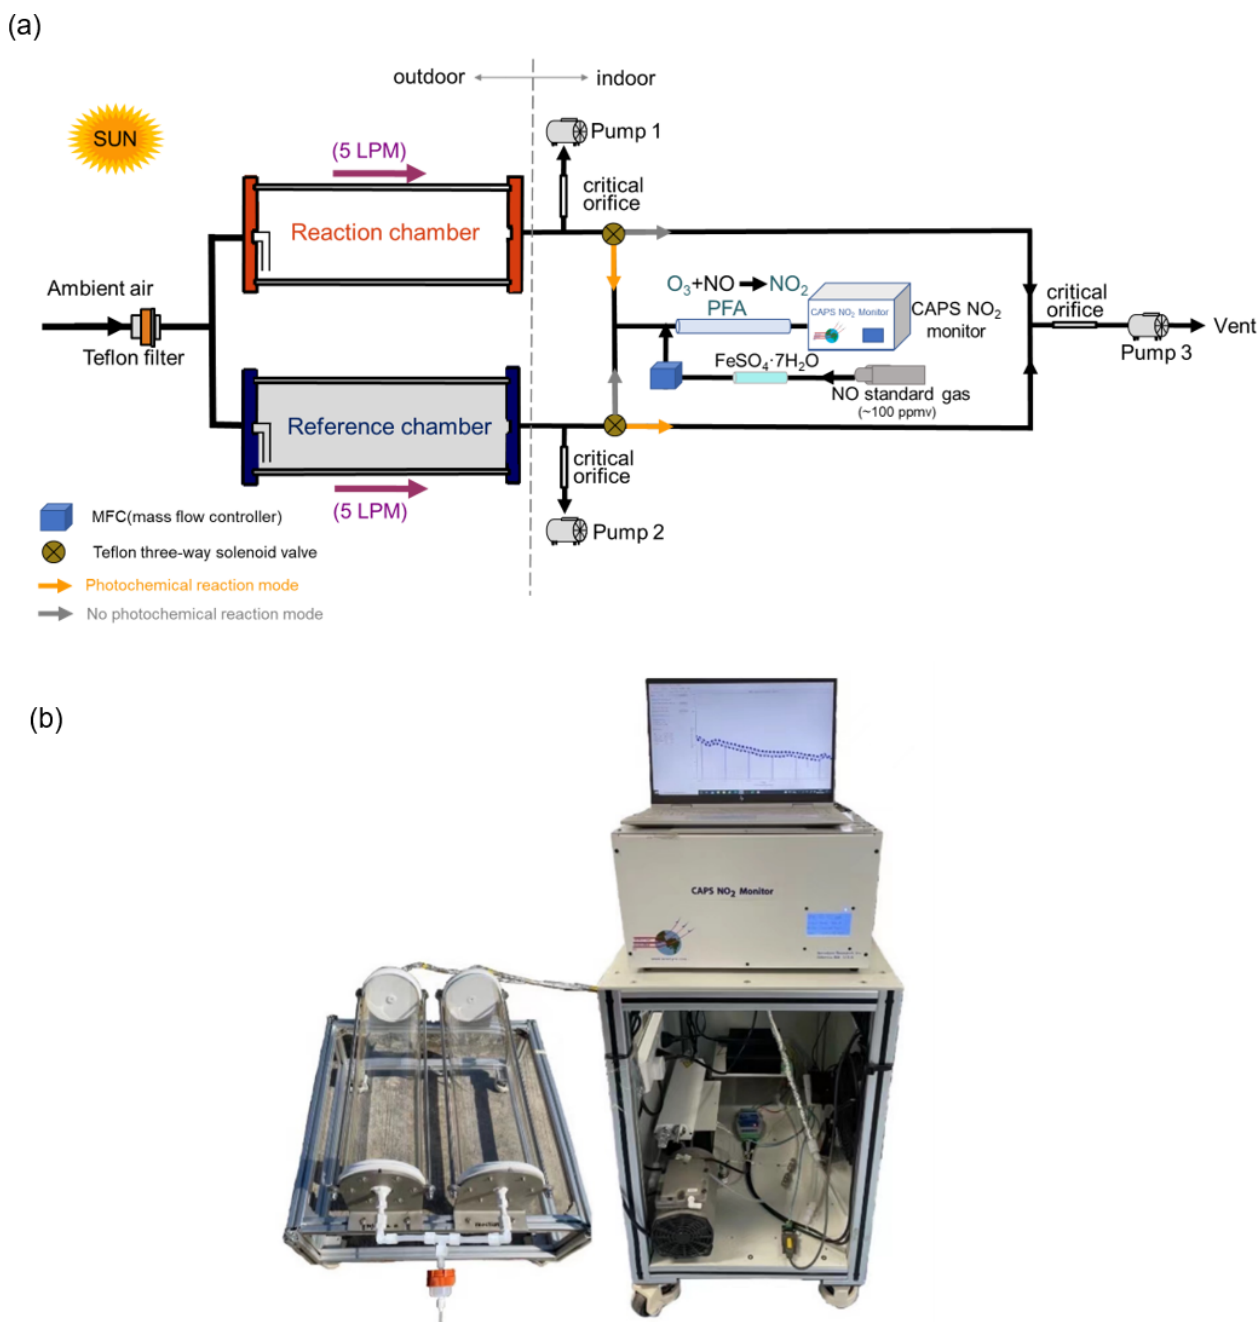 (a)
outdoor
indoor
SUN
(5 LPM)
Pump 1
critical
orifice
Reaction chamber
Ambient air
Teflon filter
O₃+NO → NO₂
PFA
CAPS NO₂ Monitor
CAPS NO₂
monitor
critical
orifice
Vent
Pump 3
FeSO₄·7H₂O
NO standard gas
(~100 ppmv)
Reference chamber
critical
orifice
(5 LPM)
Pump 2
MFC(mass flow controller)
Teflon three-way solenoid valve
Photochemical reaction mode
No photochemical reaction mode
(b)
CAPS NO₂ Monitor